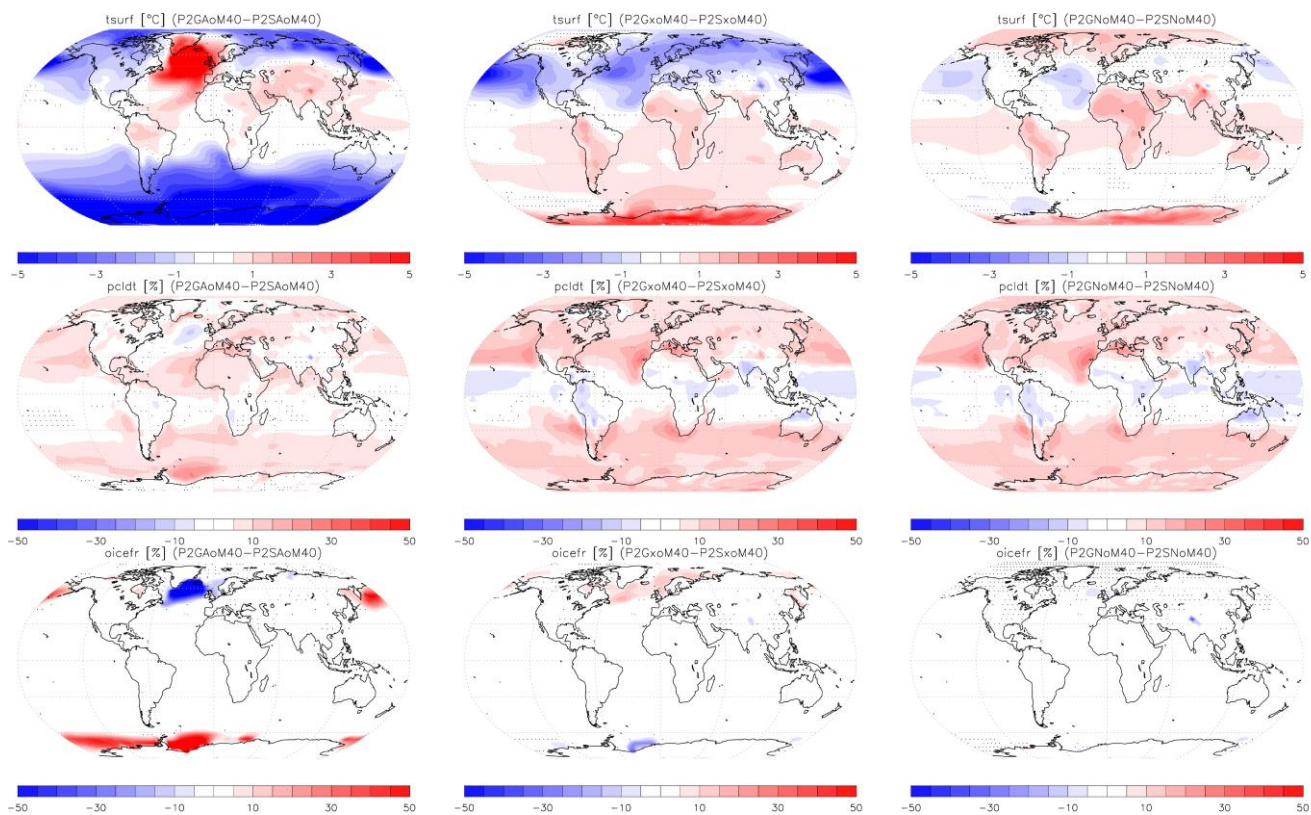 tsurf [°C] (P2GAoM40−P2SAoM40)
tsurf [°C] (P2GxoM40−P2SxoM40)
tsurf [°C] (P2GNoM40−P2SNoM40)
−5 −3 −1 1 3 5
−5 −3 −1 1 3 5
−5 −3 −1 1 3 5
pcldt [%] (P2GAoM40−P2SAoM40)
pcldt [%] (P2GxoM40−P2SxoM40)
pcldt [%] (P2GNoM40−P2SNoM40)
−50 −30 −10 10 30 50
−50 −30 −10 10 30 50
−50 −30 −10 10 30 50
oicefr [%] (P2GAoM40−P2SAoM40)
oicefr [%] (P2GxoM40−P2SxoM40)
oicefr [%] (P2GNoM40−P2SNoM40)
−50 −30 −10 10 30 50
−50 −30 −10 10 30 50
−50 −30 −10 10 30 50